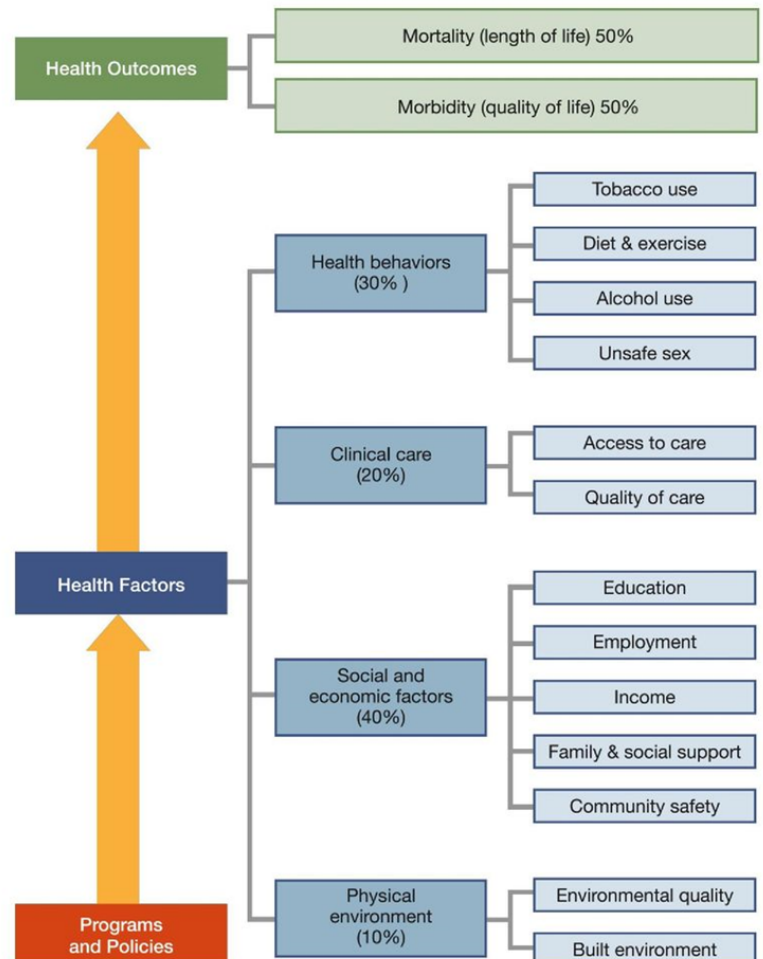 Health Outcomes
Mortality (length of life) 50%
Morbidity (quality of life) 50%
Health Factors
Health behaviors
(30% )
Tobacco use
Diet & exercise
Alcohol use
Unsafe sex
Clinical care
(20%)
Access to care
Quality of care
Social and
economic factors
(40%)
Education
Employment
Income
Family & social support
Community safety
Physical
environment
(10%)
Environmental quality
Built environment
Programs
and Policies